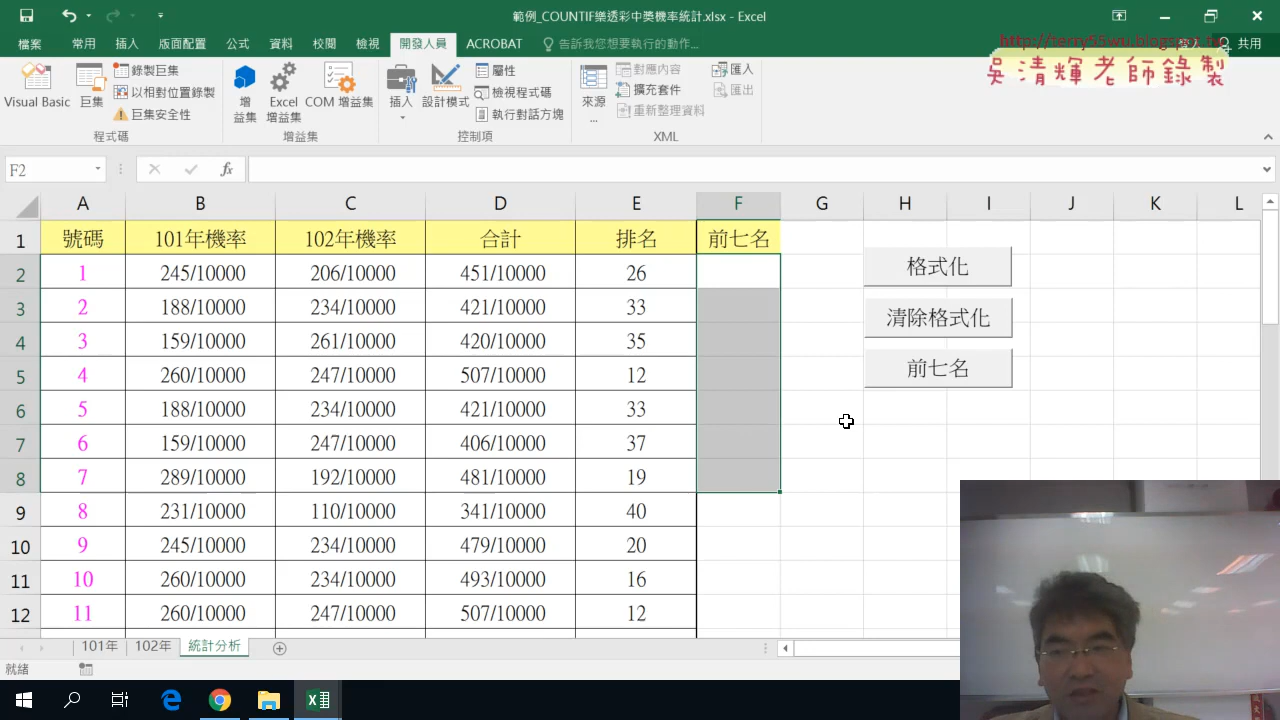 範例_COUNTIF樂透彩中獎機率統計.xlsx - Excel
檔案 常用 插入 版面配置 公式 資料 校閱 檢視 開發人員 ACROBAT 告訴我您想要執行的動作... 登入 共用
http://terry55wu.blogspot.tw
吳清輝老師錄製
Visual Basic 巨集 錄製巨集 以相對位置錄製 巨集安全性 程式碼
增益集 Excel 增益集 COM 增益集 增益集
插入 設計模式 屬性 檢視程式碼 執行對話方塊 控制項
來源... 對應內容 擴充套件 重新整理資料 匯入 匯出 XML
F2 fx
A B C D E F G H I J K L
1 號碼 101年機率 102年機率 合計 排名 前七名
2 1 245/10000 206/10000 451/10000 26
格式化
3 2 188/10000 234/10000 421/10000 33
清除格式化
4 3 159/10000 261/10000 420/10000 35
5 4 260/10000 247/10000 507/10000 12
前七名
6 5 188/10000 234/10000 421/10000 33
7 6 159/10000 247/10000 406/10000 37
8 7 289/10000 192/10000 481/10000 19
9 8 231/10000 110/10000 341/10000 40
10 9 245/10000 234/10000 479/10000 20
11 10 260/10000 234/10000 493/10000 16
12 11 260/10000 247/10000 507/10000 12
101年 102年 統計分析
就緒